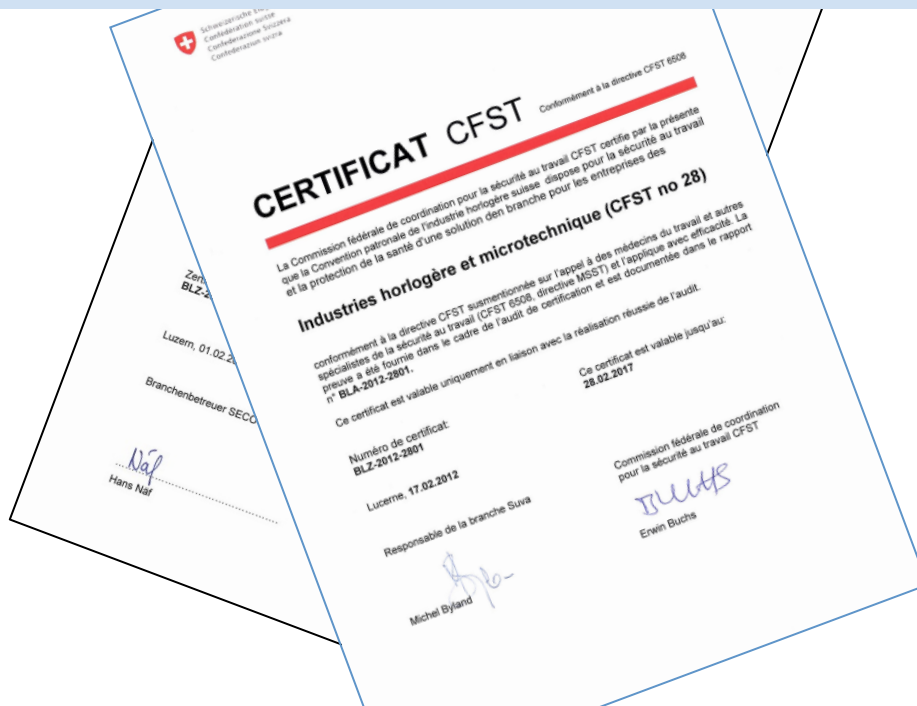 Schweizerische
Confédération suisse
Confederazione Svizzera
Confederaziun svizra
CERTIFICAT CFST
Conformément à la directive CFST 6508
La Commission fédérale de coordination pour la sécurité au travail CFST certifie par la présente
que la Convention patronale de l'industrie horlogère suisse dispose pour la sécurité au travail
et la protection de la santé d'une solution den branche pour les entreprises des
Industries horlogère et microtechnique (CFST no 28)
conformément à la directive CFST susmentionnée sur l'appel à des médecins du travail et autres
spécialistes de la sécurité au travail (CFST 6508, directive MSST) et l'applique avec efficacité. La
preuve a été fournie dans le cadre de l'audit de certification et est documentée dans le rapport
n° BLA-2012-2801.
Ce certificat est valable uniquement en liaison avec la réalisation réussie de l'audit.
Numéro de certificat:
BLZ-2012-2801
Ce certificat est valable jusqu'au:
28.02.2017
Lucerne, 17.02.2012
Responsable de la branche Suva
Michel Byland
Commission fédérale de coordination
pour la sécurité au travail CFST
Erwin Buchs
Luzern, 01.02.
Branchenbetreuer SECO
Näf
Hans Näf